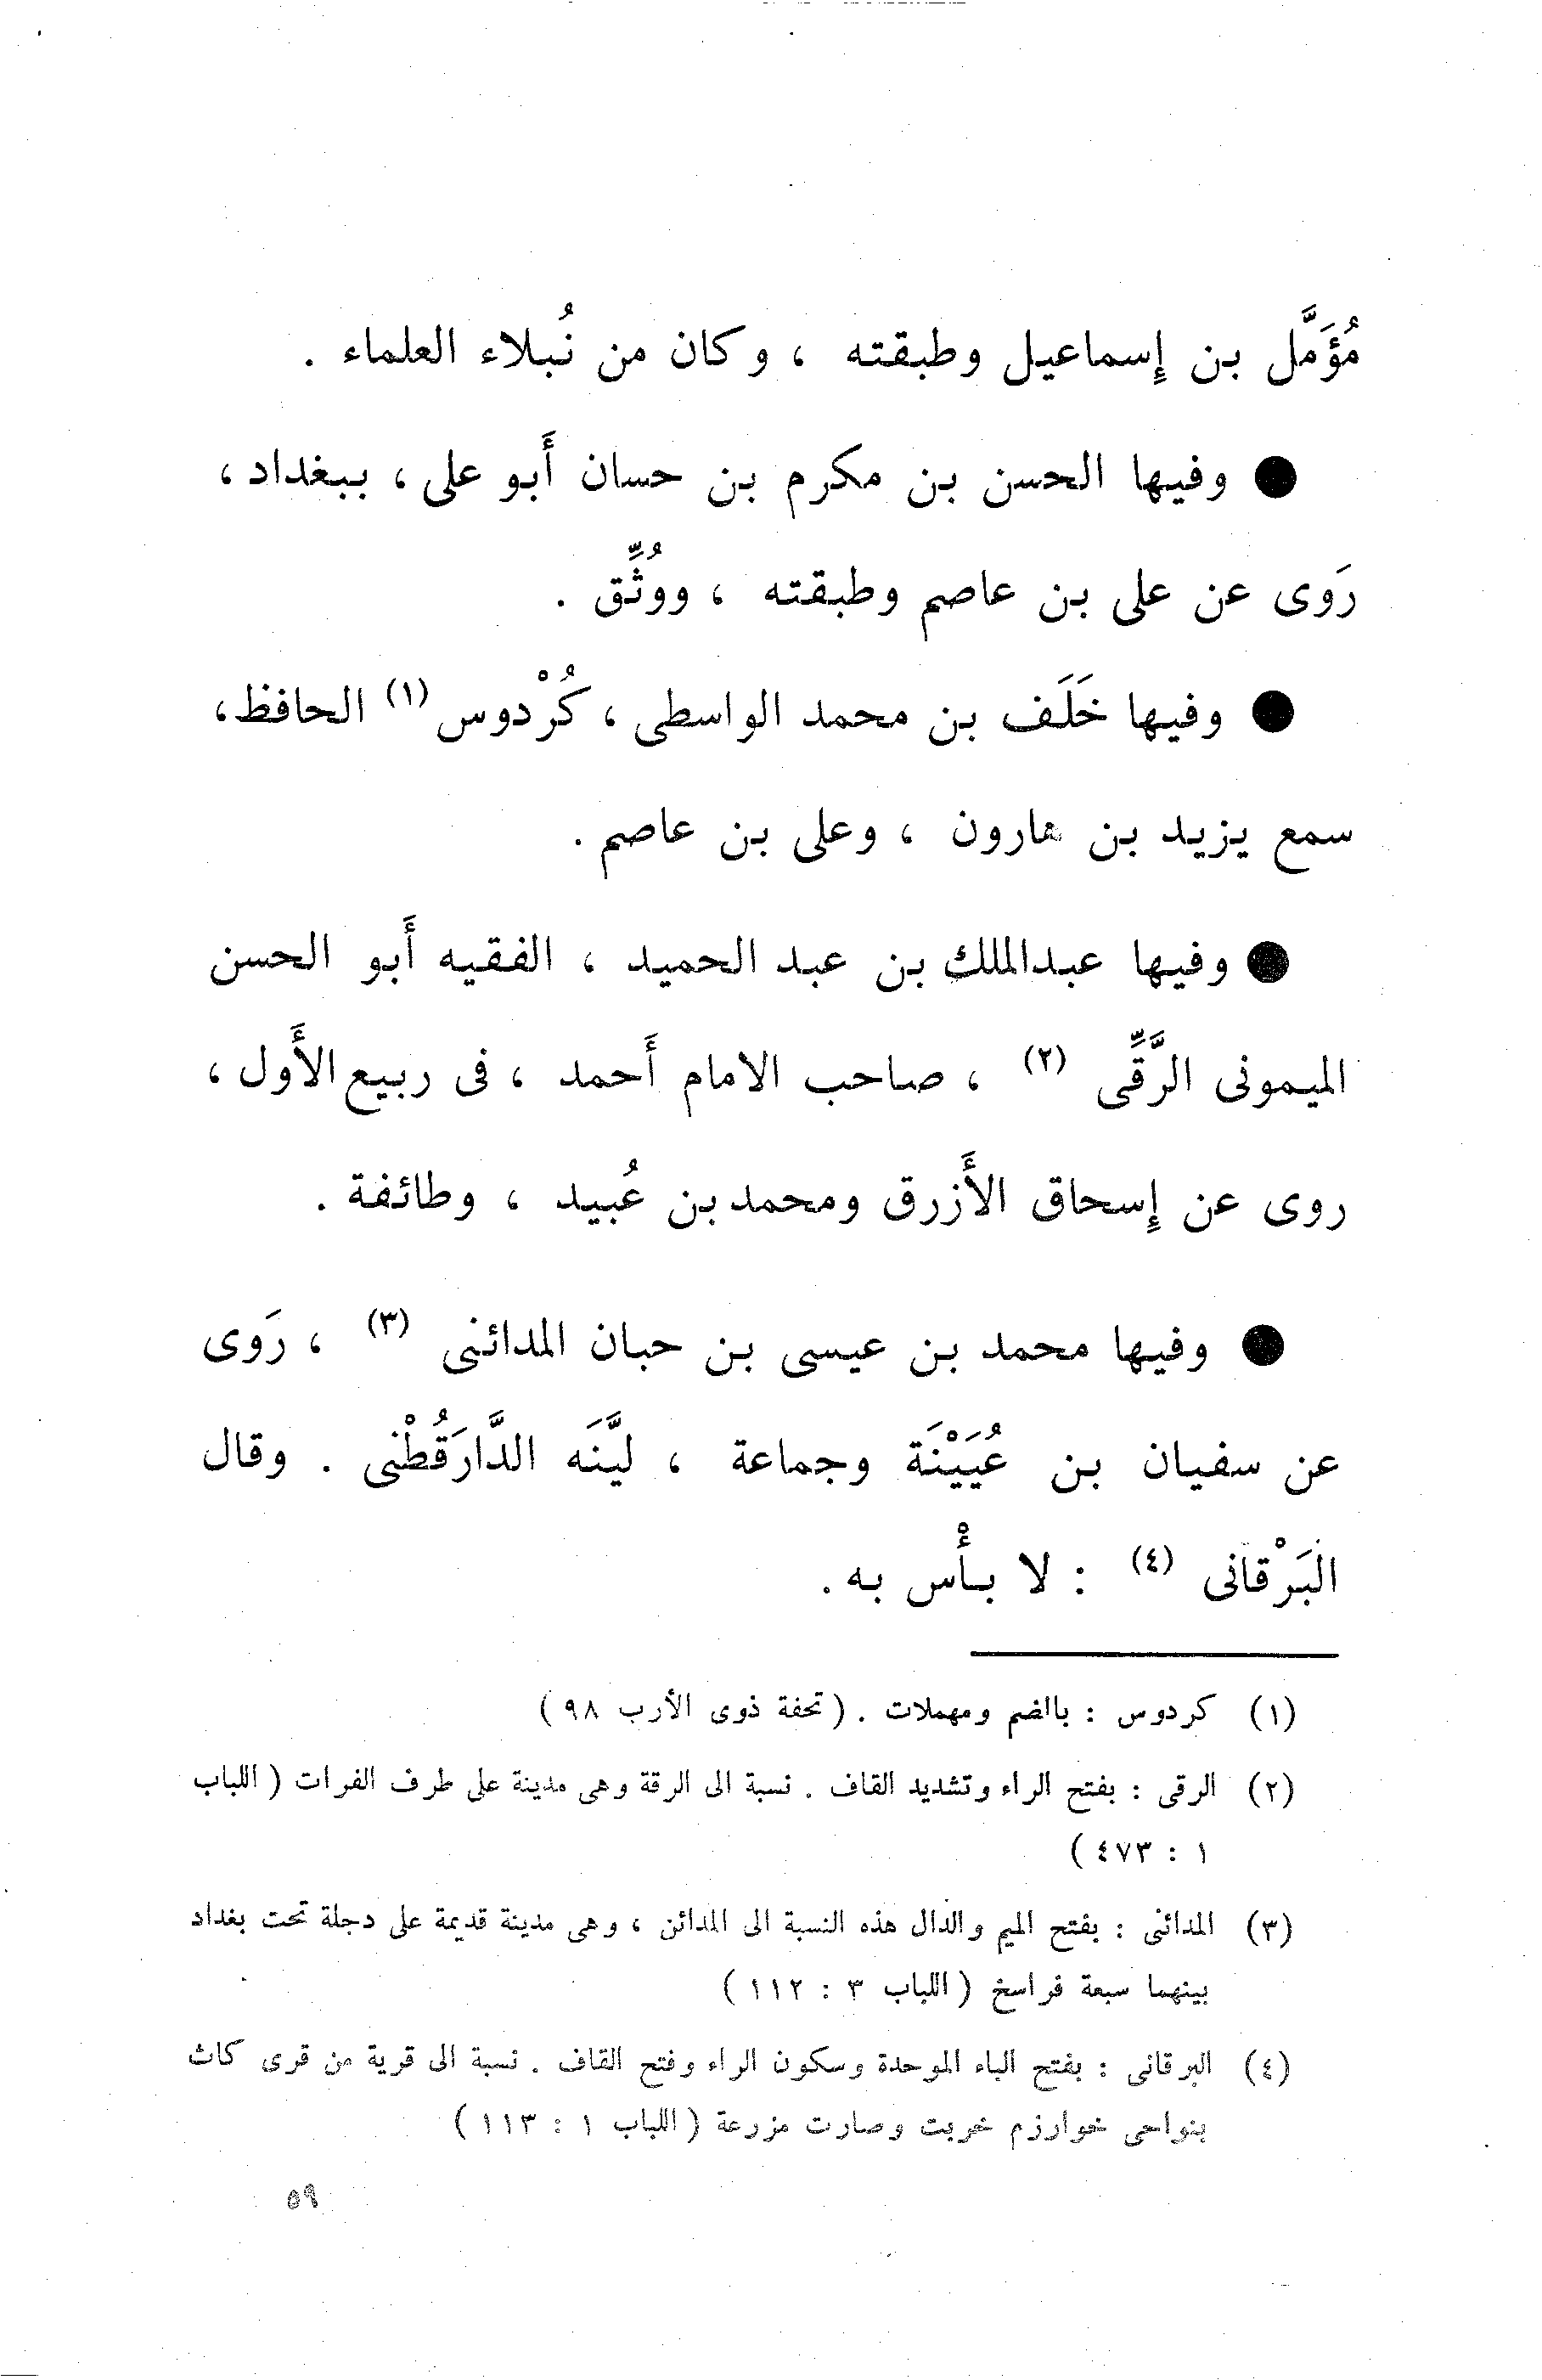 مُؤَمَّل بن إِسماعيل وطبقته ، وكان من نُبلاء العلماء .
● وفيها الحسن بن مكرم بن حسان أَبو على ، ببغداد ،
رَوى عن على بن عاصم وطبقته ، ووُثِّق .
● وفيها خَلَف بن محمد الواسطى ، كُرْدوس (١) الحافظ ،
سمع يزيد بن هارون ، وعلى بن عاصم .
● وفيها عبدالملك بن عبد الحميد ، الفقيه أَبو الحسن
الميمونى الرَّقِّى (٢) ، صاحب الامام أَحمد ، فى ربيع الأَول ،
روى عن إِسحاق الأَزرق ومحمد بن عُبيد ، وطائفة .
● وفيها محمد بن عيسى بن حبان المدائنى (٣) ، رَوى
عن سفيان بن عُيَيْنَة وجماعة ، ليَّنَه الدَّارَقُطْنى . وقال
البَرْقانى (٤) : لا بأْس به .
(١) كردوس : بالضم ومهملات . (تحفة ذوى الأرب ٩٨ )
(٢) الرقى : بفتح الراء وتشديد القاف . نسبة الى الرقة وهى مدينة على طرف الفرات ( اللباب
١ : ٤٧٣ )
(٣) المدائنى : بفتح الميم والدال هذه النسبة الى المدائن ، وهى مدينة قديمة على دجلة تحت بغداد
بينهما سبعة فراسخ ( اللباب ٣ : ١١٢ )
(٤) البرقانى : بفتح الباء الموحدة وسكون الراء وفتح القاف . نسبة الى قرية من قرى كاث
بنواحى خوارزم خربت وصارت مزرعة ( اللباب ١ : ١١٣ )
٥٩